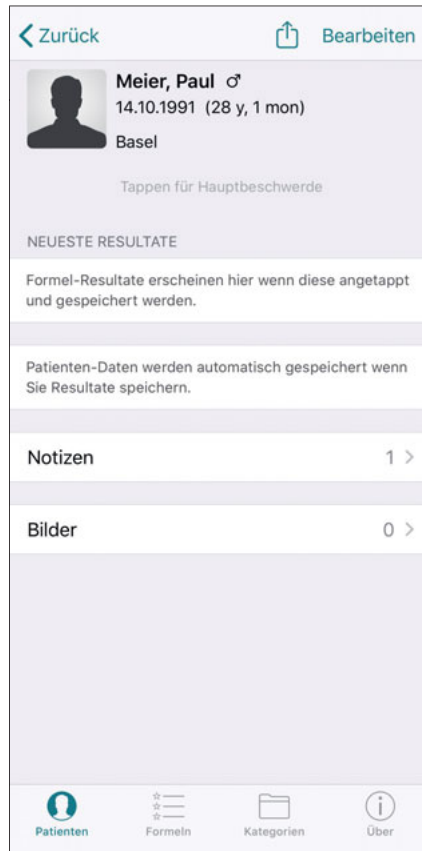 Zurück
Bearbeiten
Meier, Paul ♂
14.10.1991 (28 y, 1 mon)
Basel
Tappen für Hauptbeschwerde
NEUESTE RESULTATE
Formel-Resultate erscheinen hier wenn diese angetappt
und gespeichert werden.
Patienten-Daten werden automatisch gespeichert wenn
Sie Resultate speichern.
Notizen 1
Bilder 0
Patienten
Formeln
Kategorien
Über